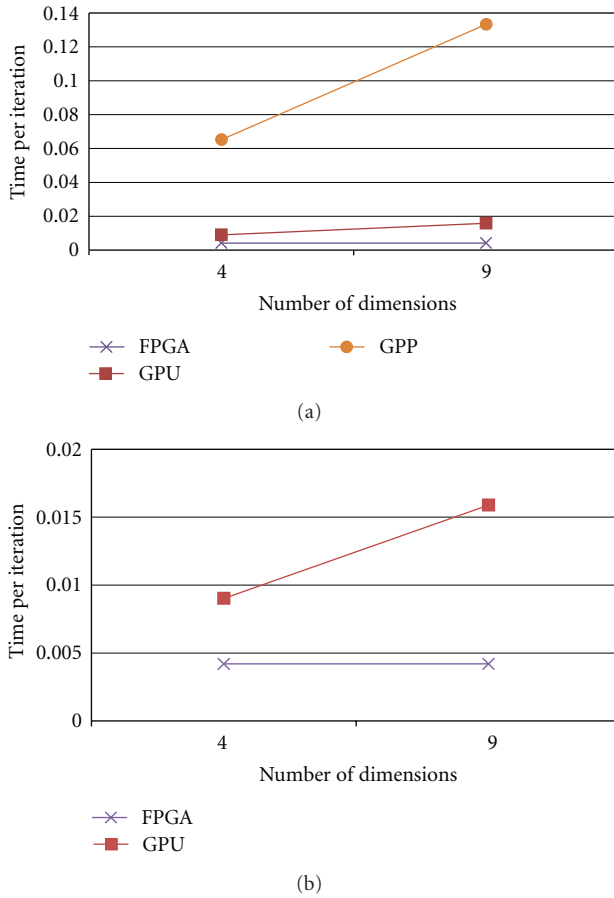 0.14
0.12
0.1
0.08
0.06
0.04
0.02
0
Time per iteration
4 9
Number of dimensions
FPGA GPP
GPU
(a)
0.02
0.015
0.01
0.005
0
Time per iteration
4 9
Number of dimensions
FPGA
GPU
(b)